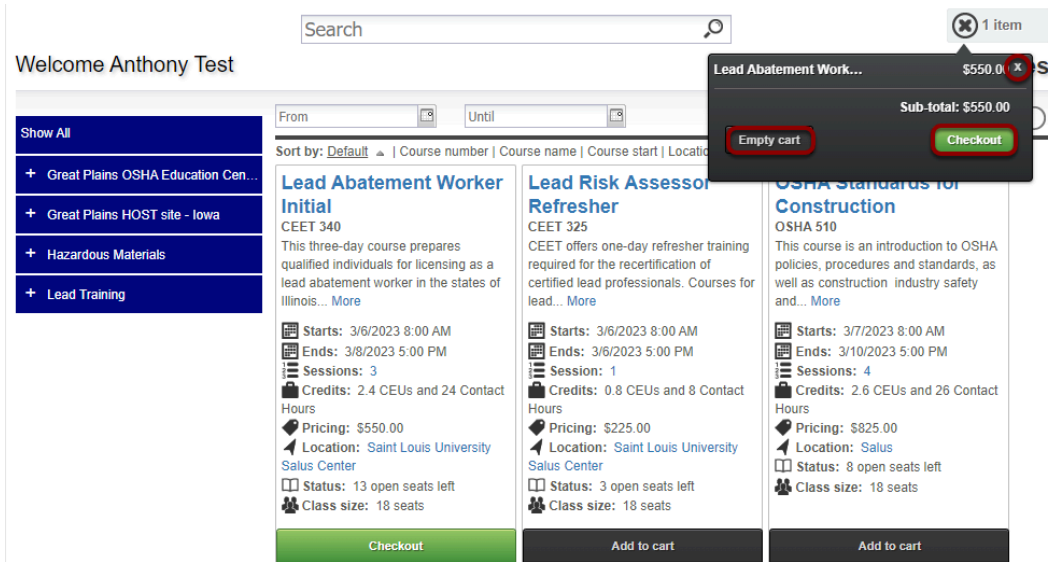 Search
1 item
Welcome Anthony Test
Lead Abatement Work... $550.00 x
Sub-total: $550.00
Empty cart
Checkout
From
Until
Show All
+ Great Plains OSHA Education Cen...
+ Great Plains HOST site - Iowa
+ Hazardous Materials
+ Lead Training
Sort by: Default | Course number | Course name | Course start |
Lead Abatement Worker
Initial
CEET 340
This three-day course prepares
qualified individuals for licensing as a
lead abatement worker in the states of
Illinois... More
Starts: 3/6/2023 8:00 AM
Ends: 3/8/2023 5:00 PM
Sessions: 3
Credits: 2.4 CEUs and 24 Contact
Hours
Pricing: $550.00
Location: Saint Louis University
Salus Center
Status: 13 open seats left
Class size: 18 seats
Checkout
Lead Risk Assessor
Refresher
CEET 325
CEET offers one-day refresher training
required for the recertification of
certified lead professionals. Courses for
lead... More
Starts: 3/6/2023 8:00 AM
Ends: 3/6/2023 5:00 PM
Session: 1
Credits: 0.8 CEUs and 8 Contact
Hours
Pricing: $225.00
Location: Saint Louis University
Salus Center
Status: 3 open seats left
Class size: 18 seats
Add to cart
OSHA Standards for
Construction
OSHA 510
This course is an introduction to OSHA
policies, procedures and standards, as
well as construction industry safety
and... More
Starts: 3/7/2023 8:00 AM
Ends: 3/10/2023 5:00 PM
Sessions: 4
Credits: 2.6 CEUs and 26 Contact
Hours
Pricing: $825.00
Location: Salus
Status: 8 open seats left
Class size: 18 seats
Add to cart